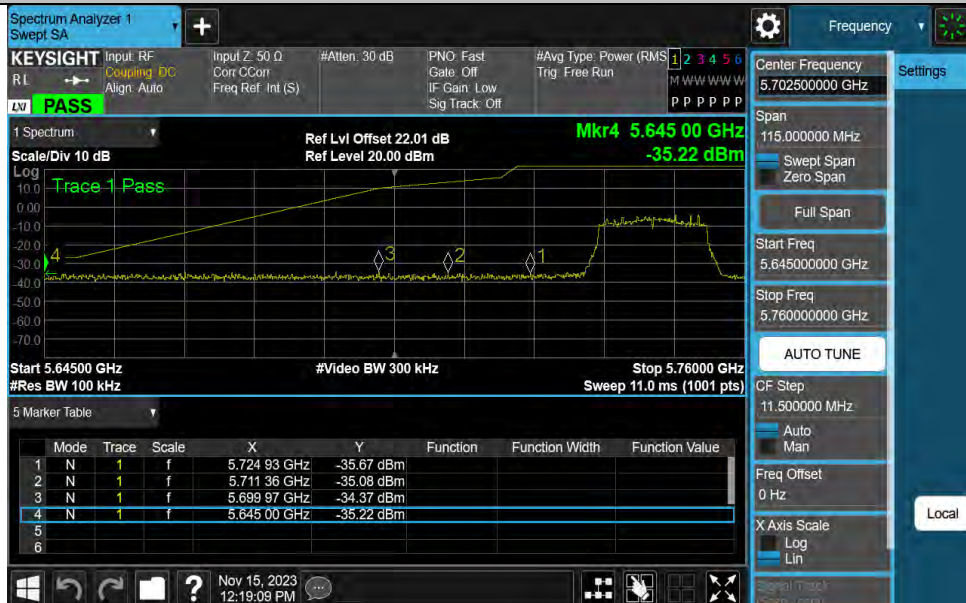 Spectrum Analyzer 1
Swept SA
+
Frequency
KEYSIGHT
RL
LXI
PASS
Input: RF
Coupling: DC
Align: Auto
Input Z: 50 Ω
Corr CCorr
Freq Ref: Int (S)
#Atten: 30 dB
PNO: Fast
Gate: Off
IF Gain: Low
Sig Track: Off
#Avg Type: Power (RMS
Trig: Free Run
1 2 3 4 5 6
M W W W W W
P P P P P P
1 Spectrum
Scale/Div 10 dB
Ref Lvl Offset 22.01 dB
Ref Level 20.00 dBm
Mkr4 5.645 00 GHz
-35.22 dBm
Log
Trace 1 Pass
10.0
0.00
-10.0
-20.0
-30.0
-40.0
-50.0
-60.0
-70.0
4
3
2
1
Start 5.64500 GHz
#Video BW 300 kHz
Stop 5.76000 GHz
#Res BW 100 kHz
Sweep 11.0 ms (1001 pts)
5 Marker Table
Mode Trace Scale X Y Function Function Width Function Value
1 N 1 f 5.724 93 GHz -35.67 dBm
2 N 1 f 5.711 36 GHz -35.08 dBm
3 N 1 f 5.699 97 GHz -34.37 dBm
4 N 1 f 5.645 00 GHz -35.22 dBm
5
6
?
Nov 15, 2023
12:19:09 PM
Center Frequency
5.702500000 GHz
Span
115.000000 MHz
Swept Span
Zero Span
Full Span
Start Freq
5.645000000 GHz
Stop Freq
5.760000000 GHz
AUTO TUNE
CF Step
11.500000 MHz
Auto
Man
Freq Offset
0 Hz
X Axis Scale
Log
Lin
Signal Track
Settings
Local